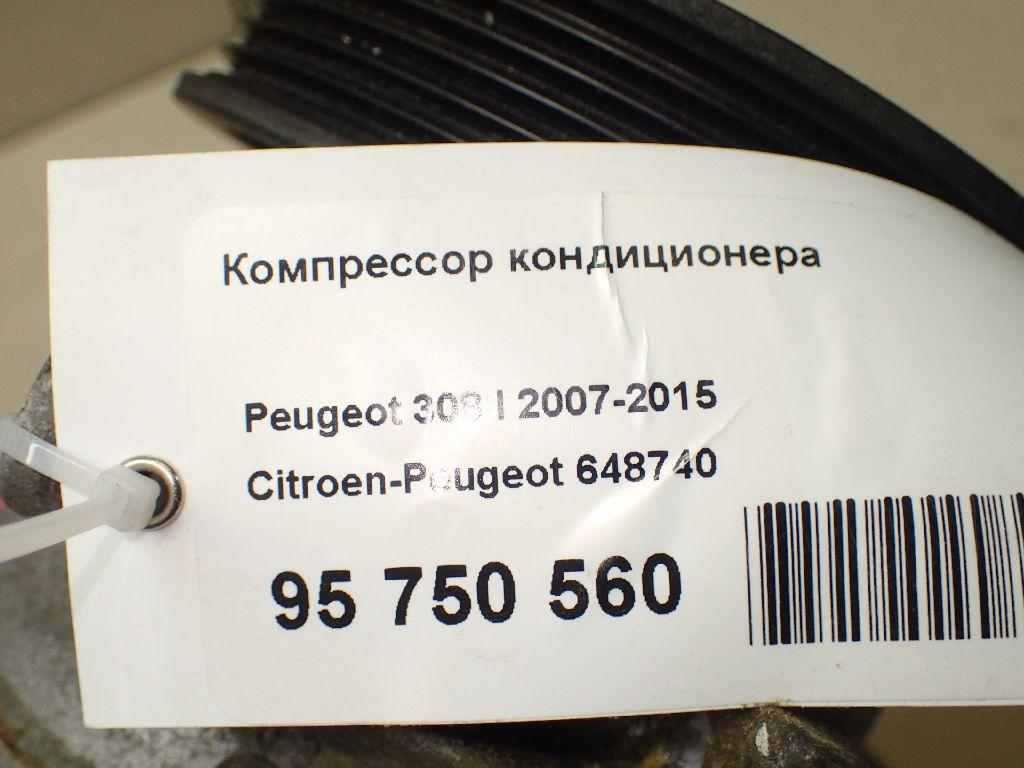 Компрессор кондиционера
Peugeot 308 I 2007-2015
Citroen-Peugeot 648740
95 750 560